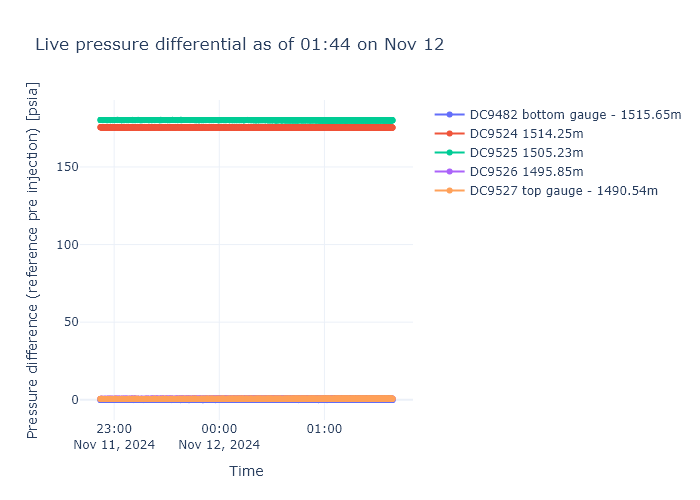 Live pressure differential as of 01:44 on Nov 12
Pressure difference (reference pre injection) [psia]
150
100
50
0
23:00
Nov 11, 2024
00:00
Nov 12, 2024
01:00
Time
DC9482 bottom gauge - 1515.65m
DC9524 1514.25m
DC9525 1505.23m
DC9526 1495.85m
DC9527 top gauge - 1490.54m